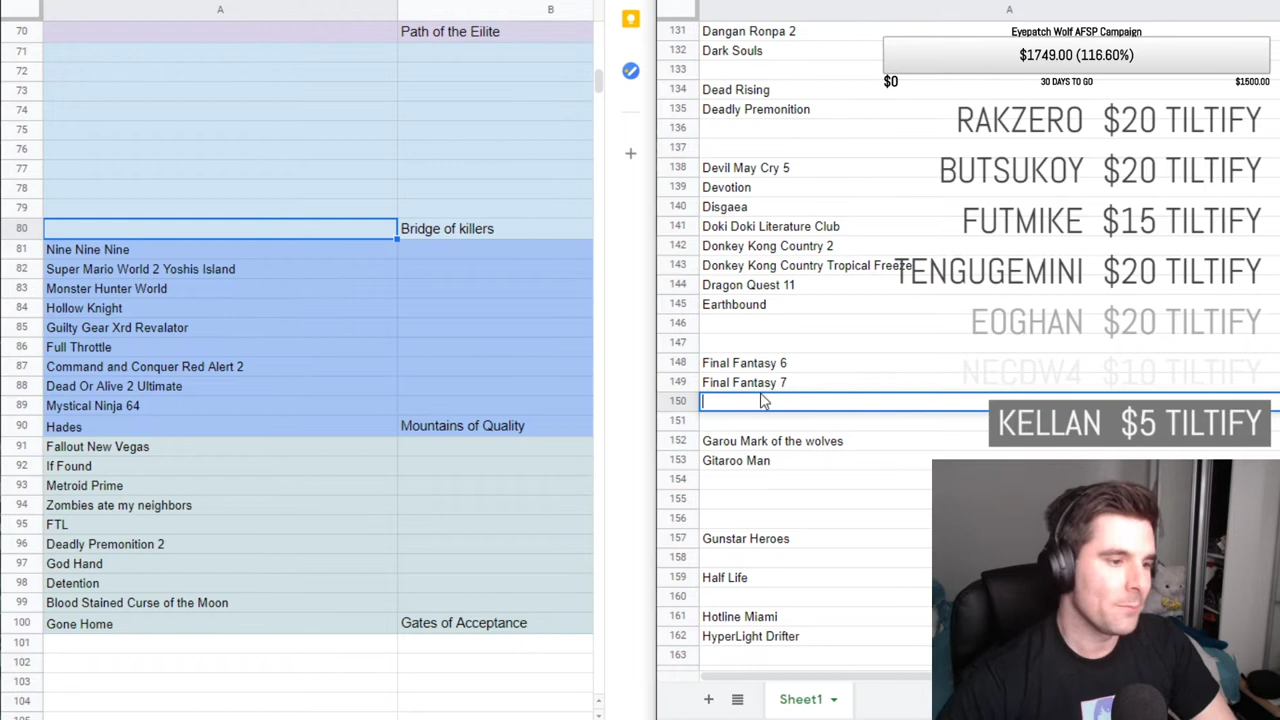 A
B
70
Path of the Eilite
71
72
73
74
75
76
77
78
79
80
Bridge of killers
81
Nine Nine Nine
82
Super Mario World 2 Yoshis Island
83
Monster Hunter World
84
Hollow Knight
85
Guilty Gear Xrd Revalator
86
Full Throttle
87
Command and Conquer Red Alert 2
88
Dead Or Alive 2 Ultimate
89
Mystical Ninja 64
90
Hades
Mountains of Quality
91
Fallout New Vegas
92
If Found
93
Metroid Prime
94
Zombies ate my neighbors
95
FTL
96
Deadly Premonition 2
97
God Hand
98
Detention
99
Blood Stained Curse of the Moon
100
Gone Home
Gates of Acceptance
101
102
103
104
A
131
Dangan Ronpa 2
132
Dark Souls
133
134
Dead Rising
135
Deadly Premonition
136
137
138
Devil May Cry 5
139
Devotion
140
Disgaea
141
Doki Doki Literature Club
142
Donkey Kong Country 2
143
Donkey Kong Country Tropical Freeze
144
Dragon Quest 11
145
Earthbound
146
147
148
Final Fantasy 6
149
Final Fantasy 7
150
151
152
Garou Mark of the wolves
153
Gitaroo Man
154
155
156
157
Gunstar Heroes
158
159
Half Life
160
161
Hotline Miami
162
HyperLight Drifter
163
Sheet1
Eyepatch Wolf AFSP Campaign
$1749.00 (116.60%)
$0
30 DAYS TO GO
$1500.00
RAKZERO $20 TILTIFY
BUTSUKOY $20 TILTIFY
FUTMIKE $15 TILTIFY
TENGUGEMINI $20 TILTIFY
EOGHAN $20 TILTIFY
NECDW4 $10 TILTIFY
KELLAN $5 TILTIFY